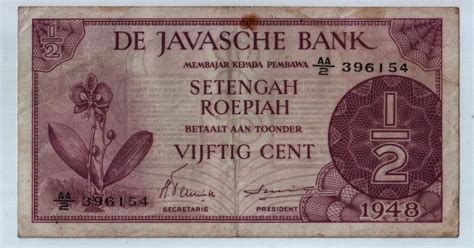 1/2
DE JAVASCHE BANK
MEMBAJAR KEPADA PEMBAWA
AA/2 396154
SETENGAH
ROEPIAH
BETAALT AAN TOONDER
VIJFTIG CENT
1/2
AA/2 396154
SECRETARIS PRESIDENT
1948